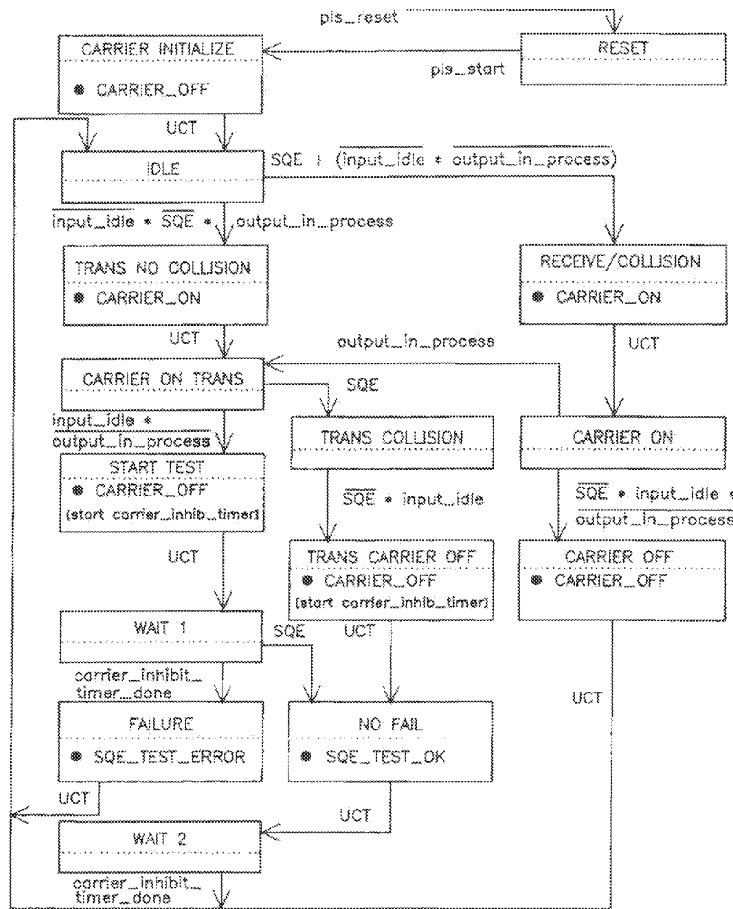 pls_reset
CARRIER INITIALIZE
RESET
● CARRIER_OFF
pls_start
UCT
IDLE
SQE + (input_idle * output_in_process)
input_idle * SQE * output_in_process
TRANS NO COLLISION
● CARRIER_ON
RECEIVE/COLLISION
● CARRIER_ON
UCT
output_in_process
UCT
CARRIER ON TRANS
SQE
input_idle *
output_in_process
TRANS COLLISION
CARRIER ON
START TEST
● CARRIER_OFF
(start carrier_inhib_timer)
SQE * input_idle
SQE * input_idle *
output_in_process
UCT
TRANS CARRIER OFF
● CARRIER_OFF
(start carrier_inhib_timer)
CARRIER OFF
● CARRIER_OFF
WAIT 1
SQE
UCT
carrier_inhibit_
timer_done
UCT
FAILURE
● SQE_TEST_ERROR
NO FAIL
● SQE_TEST_OK
UCT
UCT
WAIT 2
carrier_inhibit_
timer_done